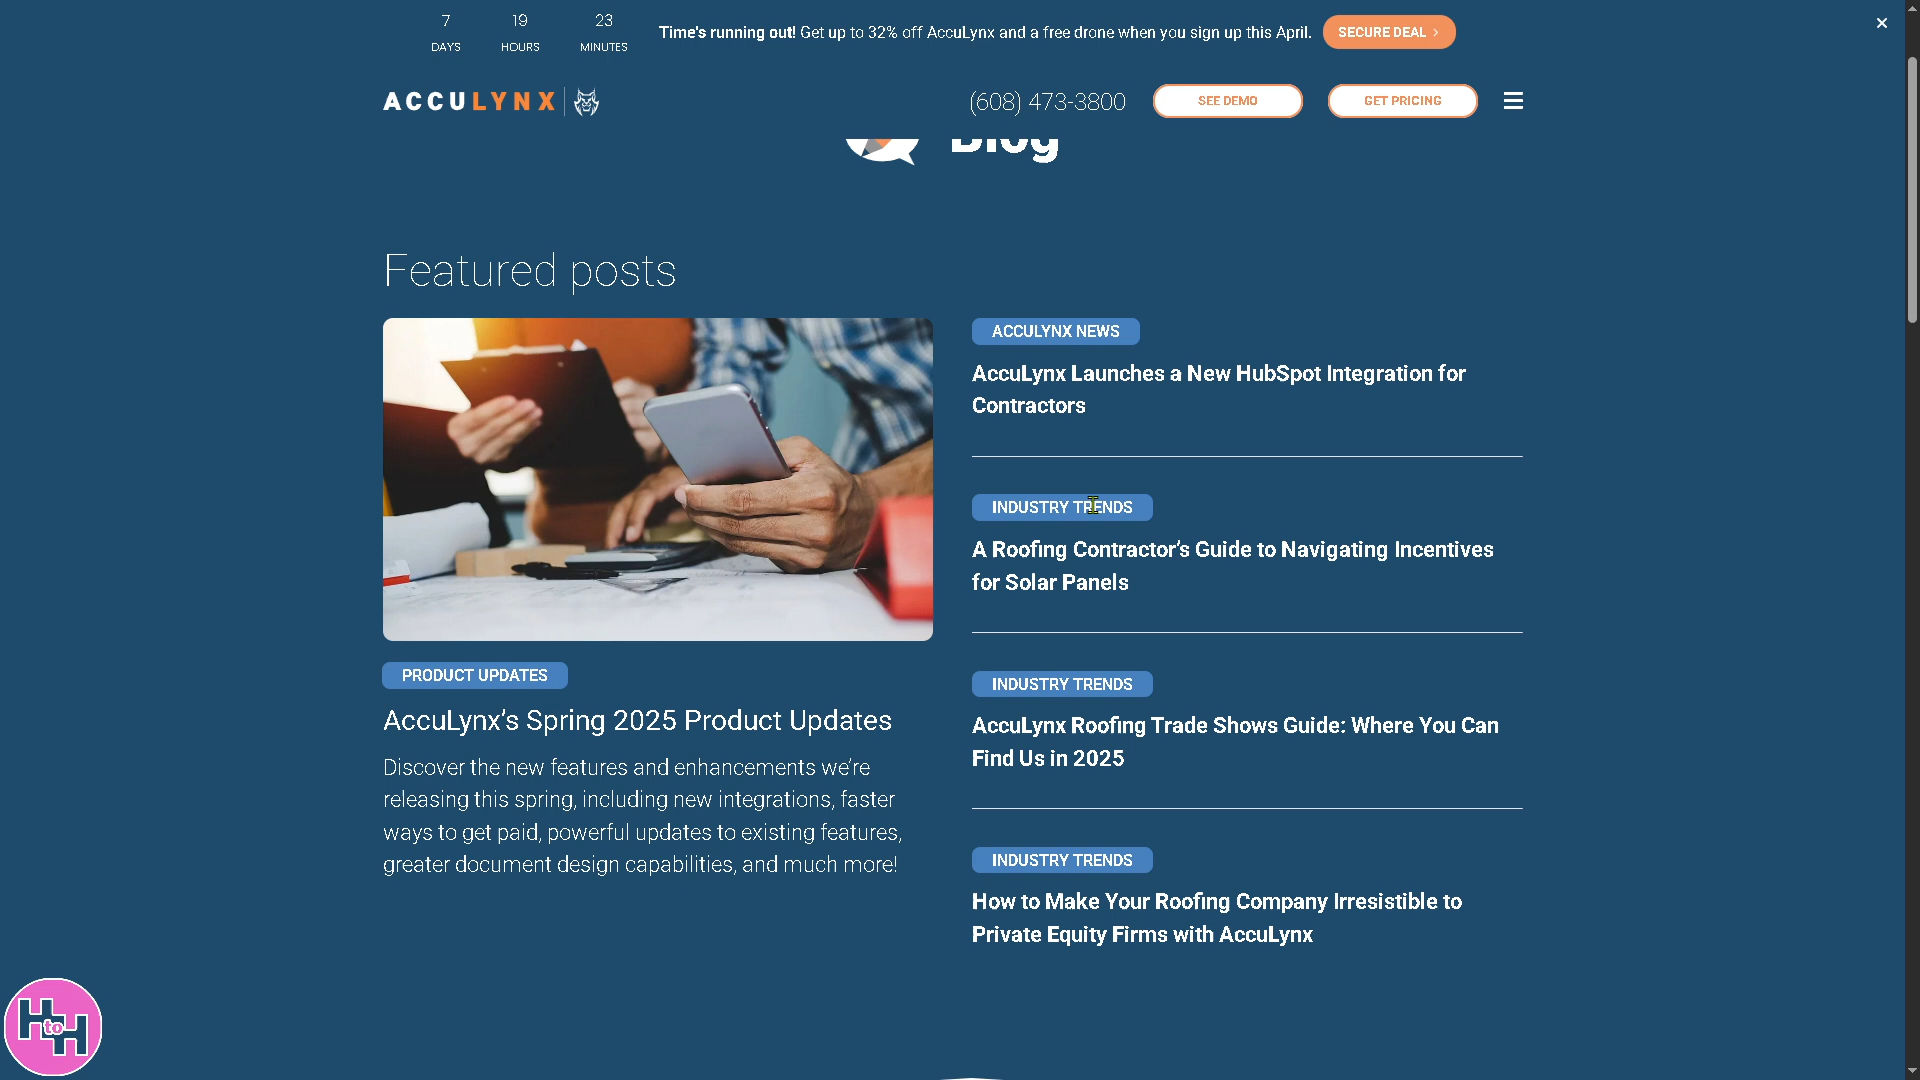 7
19
23
DAYS
HOURS
MINUTES
Time's running out! Get up to 32% off AccuLynx and a free drone when you sign up this April.
SECURE DEAL >
×
ACCULYNX
(608) 473-3800
SEE DEMO
GET PRICING
Blog
Featured posts
ACCULYNX NEWS
AccuLynx Launches a New HubSpot Integration for
Contractors
INDUSTRY TRENDS
A Roofing Contractor’s Guide to Navigating Incentives
for Solar Panels
INDUSTRY TRENDS
AccuLynx Roofing Trade Shows Guide: Where You Can
Find Us in 2025
INDUSTRY TRENDS
How to Make Your Roofing Company Irresistible to
Private Equity Firms with AccuLynx
PRODUCT UPDATES
AccuLynx’s Spring 2025 Product Updates
Discover the new features and enhancements we’re
releasing this spring, including new integrations, faster
ways to get paid, powerful updates to existing features,
greater document design capabilities, and much more!
H to H